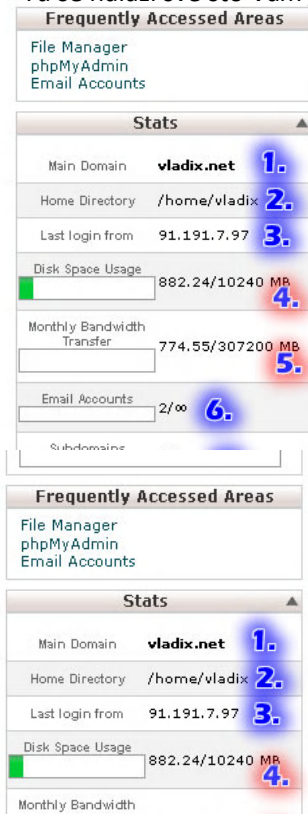 Frequently Accessed Areas
File Manager
phpMyAdmin
Email Accounts
Stats
Main Domain vladix.net 1.
Home Directory /home/vladix 2.
Last login from 91.191.7.97 3.
Disk Space Usage
882.24/10240 MB 4.
Monthly Bandwidth
Transfer 774.55/307200 MB 5.
Email Accounts 2/∞ 6.
Subdomains
Frequently Accessed Areas
File Manager
phpMyAdmin
Email Accounts
Stats
Main Domain vladix.net 1.
Home Directory /home/vladix 2.
Last login from 91.191.7.97 3.
Disk Space Usage
882.24/10240 MB 4.
Monthly Bandwidth